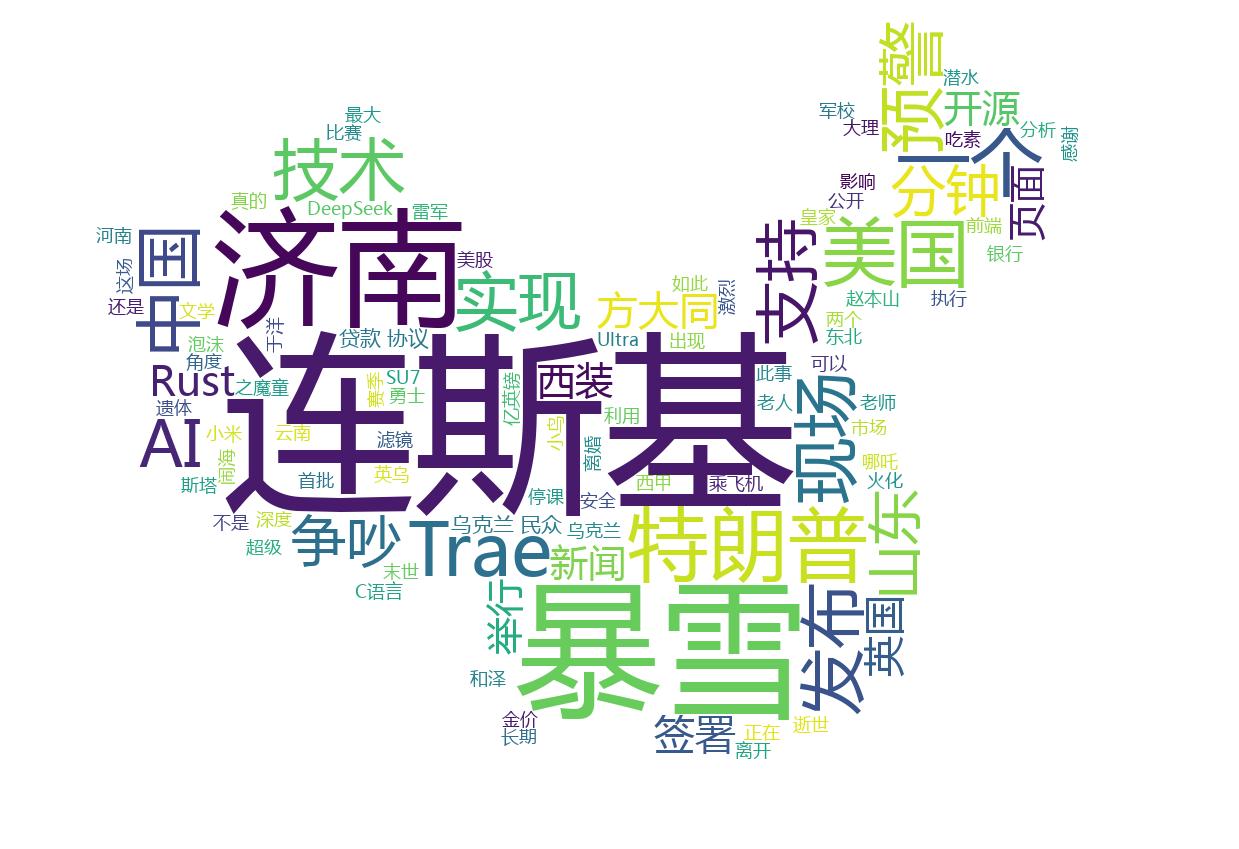 警
预
潜水
开源
军校
大理
吃素
分析
感谢
一个
最大
比赛
技术
影响
分钟
页面
公开
真的
DeepSeek
雷军
皇家
前端
河南
中国
济南
美股
支持
美国
银行
这场
实现
如此
激烈
赵本山
执行
还是
文学
方大同
两个
东北
泡沫
于洋
贷款
协议
Ultra
出现
角度
可以
Rust
之魔童
赛季
SU7
勇士
连斯基
亿英镑
西装
此事
现场
遗体
老人
老师
AI
小米
云南
滤镜
小鸟
利用
离婚
市场
闹海
英乌
哪吒
斯塔
首批
西甲
乘飞机
火化
停课
安全
不是
深度
争吵
Trae
乌克兰
民众
乌克兰
特朗普
山东
超级
新闻
末世
C语言
举行
暴雪
发布
英国
和泽
金价
长期
签署
正在
逝世
离开